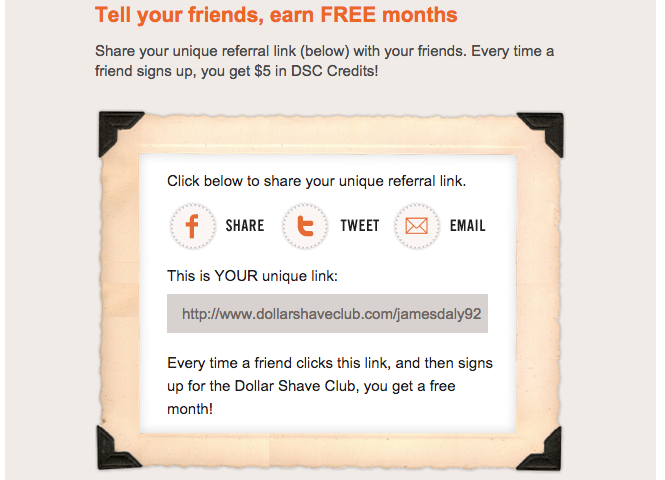 Tell your friends, earn FREE months
Share your unique referral link (below) with your friends. Every time a
friend signs up, you get $5 in DSC Credits!
Click below to share your unique referral link.
SHARE TWEET EMAIL
This is YOUR unique link:
http://www.dollarshaveclub.com/jamesdaly92
Every time a friend clicks this link, and then signs
up for the Dollar Shave Club, you get a free
month!